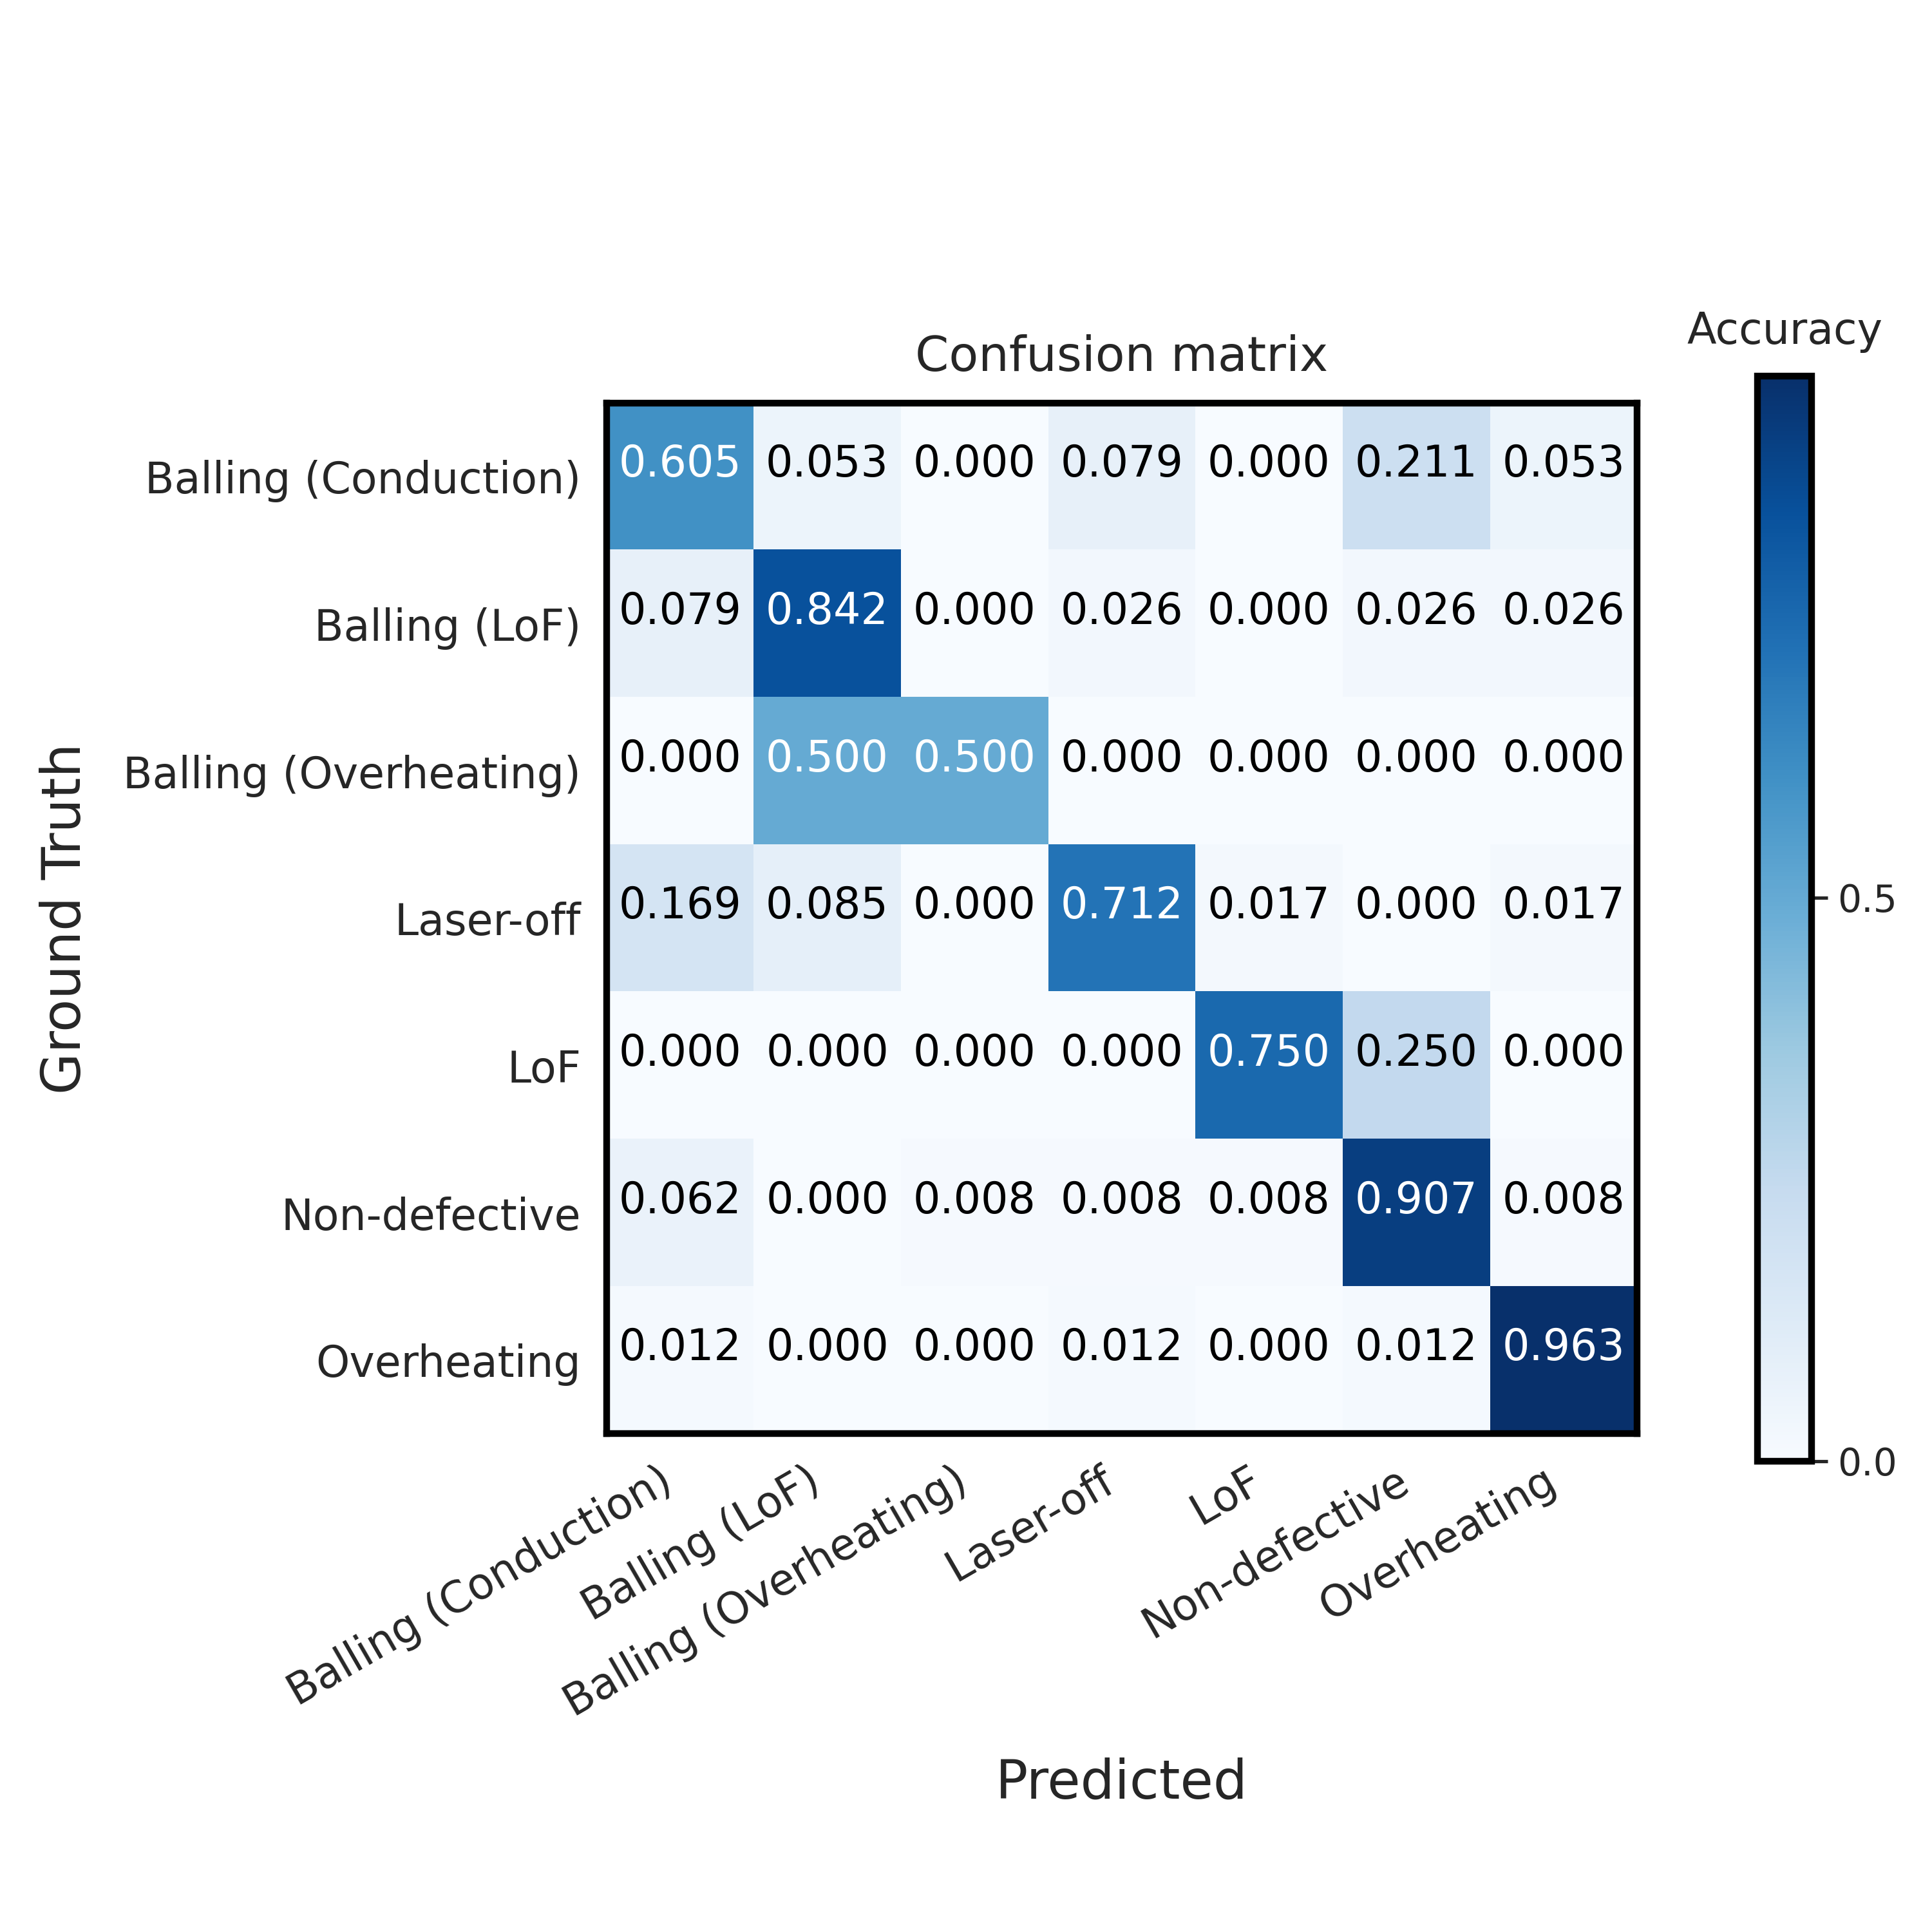 Accuracy
Confusion matrix
Balling (Conduction) 0.605 0.053 0.000 0.079 0.000 0.211 0.053
Balling (LoF) 0.079 0.842 0.000 0.026 0.000 0.026 0.026
Balling (Overheating) 0.000 0.500 0.500 0.000 0.000 0.000 0.000
Laser-off 0.169 0.085 0.000 0.712 0.017 0.000 0.017
LoF 0.000 0.000 0.000 0.000 0.750 0.250 0.000
Non-defective 0.062 0.000 0.008 0.008 0.008 0.907 0.008
Overheating 0.012 0.000 0.000 0.012 0.000 0.012 0.963
Ground Truth
0.5
0.0
Balling (Conduction)
Balling (LoF)
Balling (Overheating)
Laser-off
LoF
Non-defective
Overheating
Predicted